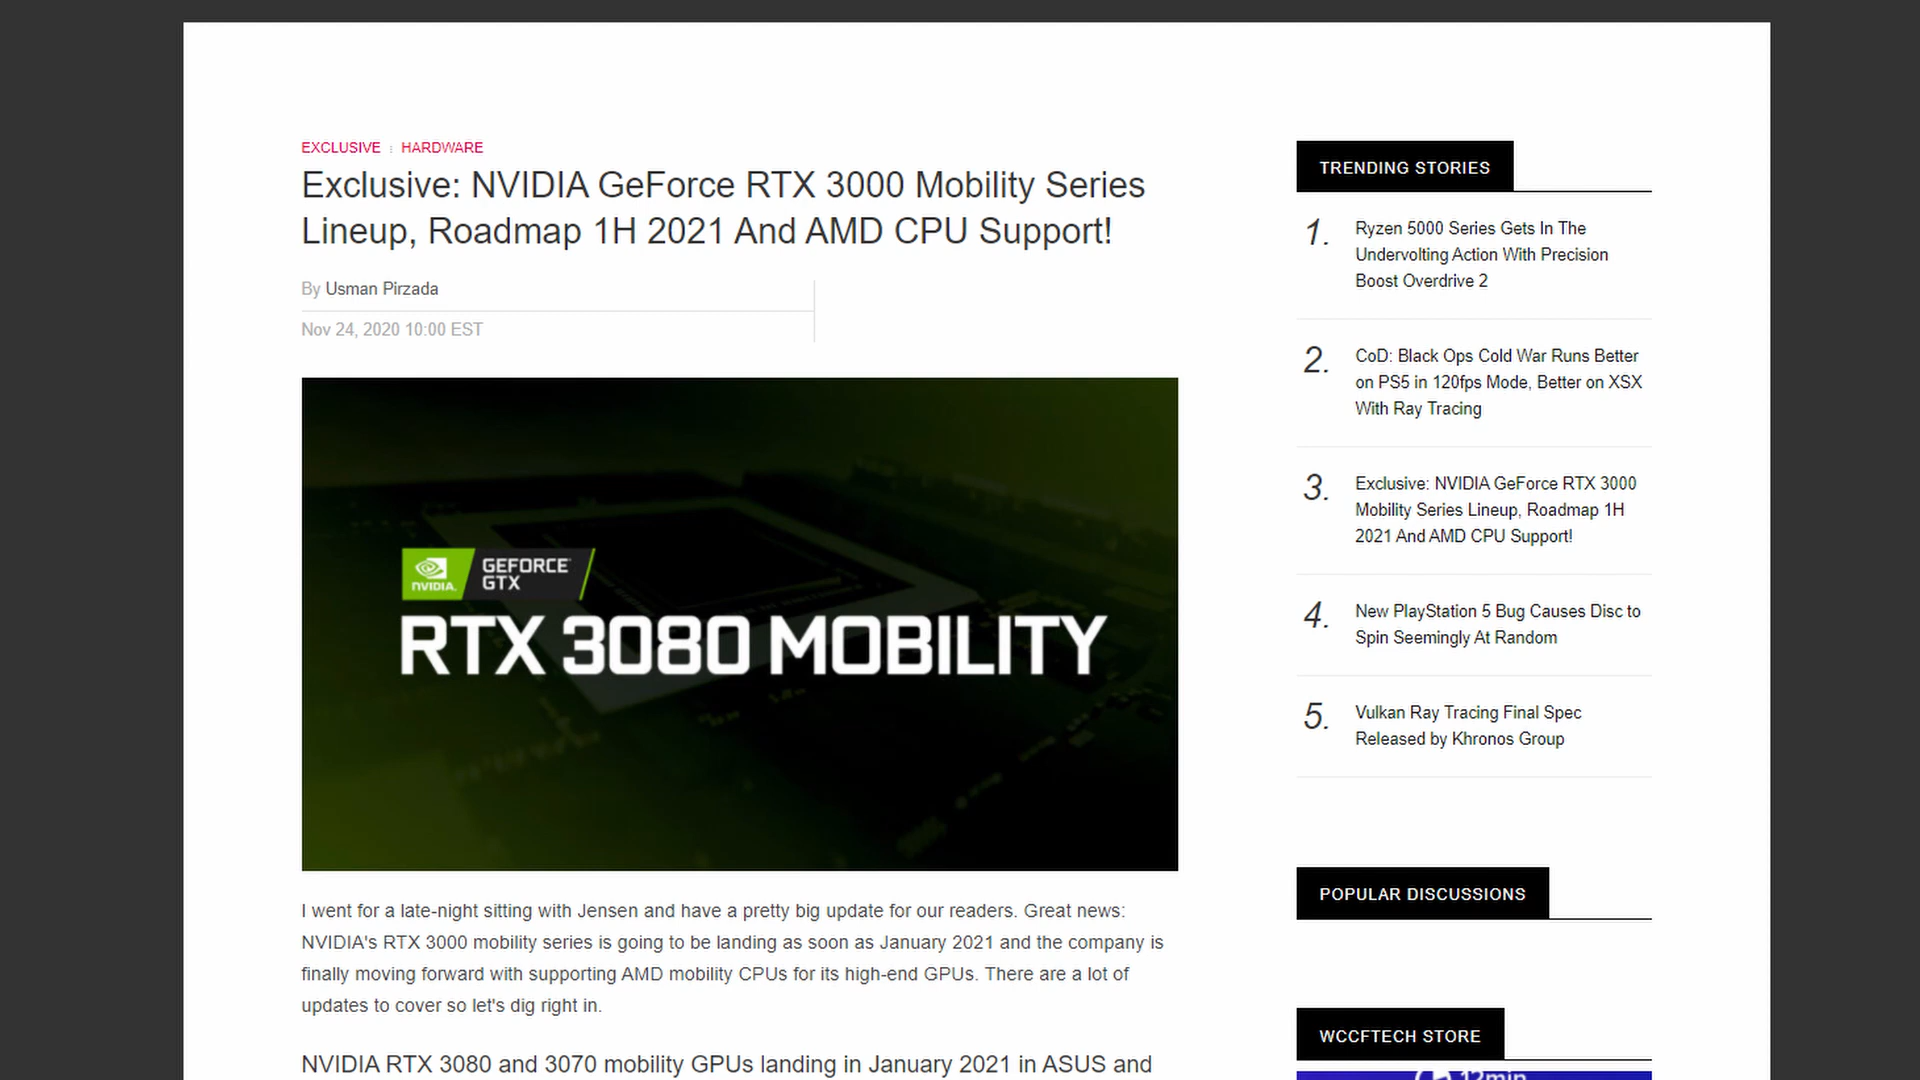 EXCLUSIVE HARDWARE
Exclusive: NVIDIA GeForce RTX 3000 Mobility Series
Lineup, Roadmap 1H 2021 And AMD CPU Support!
By Usman Pirzada
Nov 24, 2020 10:00 EST
NVIDIA.
GEFORCE
GTX
RTX 3080 MOBILITY
I went for a late-night sitting with Jensen and have a pretty big update for our readers. Great news:
NVIDIA's RTX 3000 mobility series is going to be landing as soon as January 2021 and the company is
finally moving forward with supporting AMD mobility CPUs for its high-end GPUs. There are a lot of
updates to cover so let's dig right in.
NVIDIA RTX 3080 and 3070 mobility GPUs landing in January 2021 in ASUS and
TRENDING STORIES
1. Ryzen 5000 Series Gets In The
Undervolting Action With Precision
Boost Overdrive 2
2. CoD: Black Ops Cold War Runs Better
on PS5 in 120fps Mode, Better on XSX
With Ray Tracing
3. Exclusive: NVIDIA GeForce RTX 3000
Mobility Series Lineup, Roadmap 1H
2021 And AMD CPU Support!
4. New PlayStation 5 Bug Causes Disc to
Spin Seemingly At Random
5. Vulkan Ray Tracing Final Spec
Released by Khronos Group
POPULAR DISCUSSIONS
WCCFTECH STORE
12min